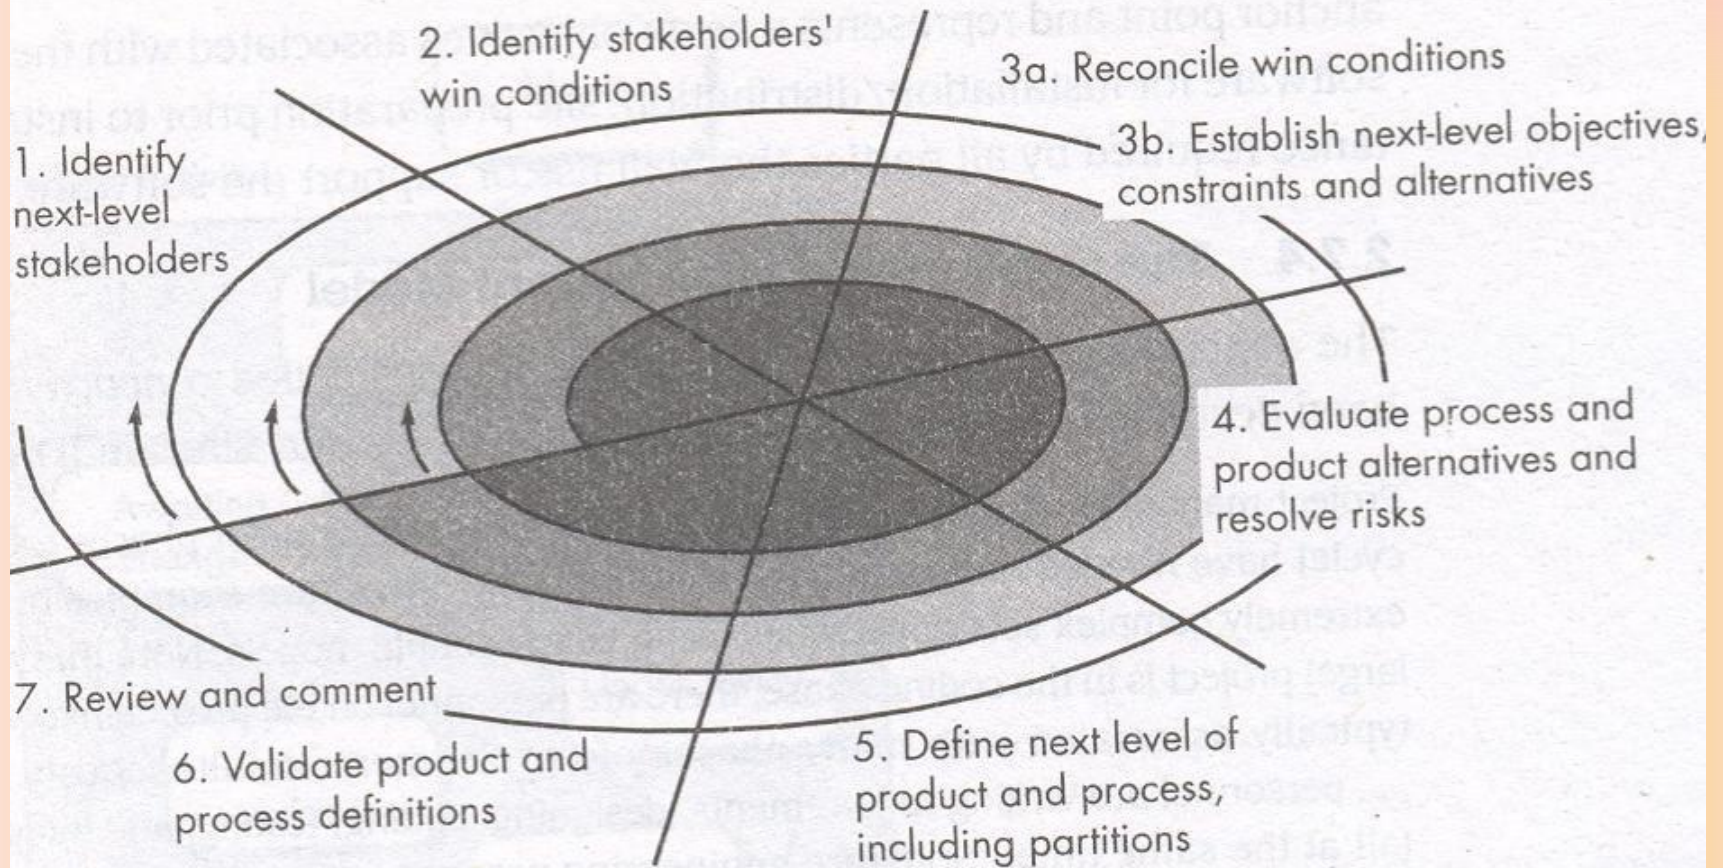 1. Identify
next-level
stakeholders
2. Identify stakeholders'
win conditions
3a. Reconcile win conditions
3b. Establish next-level objectives,
constraints and alternatives
4. Evaluate process and
product alternatives and
resolve risks
5. Define next level of
product and process,
including partitions
6. Validate product and
process definitions
7. Review and comment